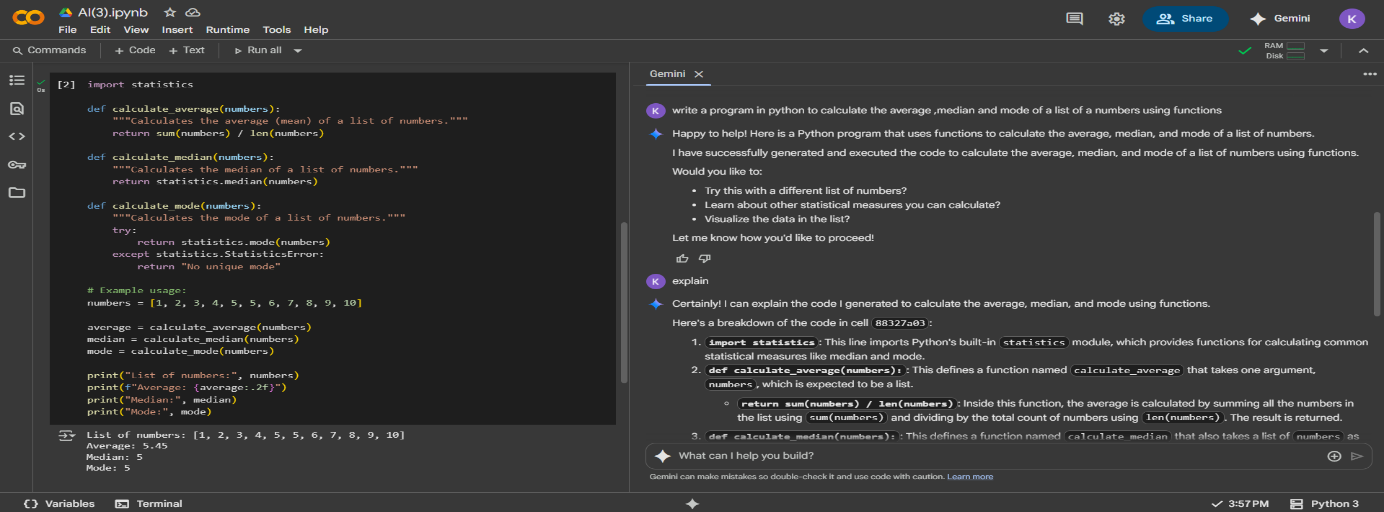 CO AI(3).ipynb
File Edit View Insert Runtime Tools Help
Share Gemini K
Commands + Code + Text Run all
RAM
Disk
[2] import statistics
0s
def calculate_average(numbers):
"""Calculates the average (mean) of a list of numbers."""
return sum(numbers) / len(numbers)
def calculate_median(numbers):
"""Calculates the median of a list of numbers."""
return statistics.median(numbers)
def calculate_mode(numbers):
"""Calculates the mode of a list of numbers."""
try:
return statistics.mode(numbers)
except statistics.StatisticsError:
return "No unique mode"
# Example usage:
numbers = [1, 2, 3, 4, 5, 5, 6, 7, 8, 9, 10]
average = calculate_average(numbers)
median = calculate_median(numbers)
mode = calculate_mode(numbers)
print("List of numbers:", numbers)
print(f"Average: {average:.2f}")
print("Median:", median)
print("Mode:", mode)
List of numbers: [1, 2, 3, 4, 5, 5, 6, 7, 8, 9, 10]
Average: 5.45
Median: 5
Mode: 5
Gemini
K write a program in python to calculate the average ,median and mode of a list of a numbers using functions
Happy to help! Here is a Python program that uses functions to calculate the average, median, and mode of a list of numbers.
I have successfully generated and executed the code to calculate the average, median, and mode of a list of numbers using functions.
Would you like to:
• Try this with a different list of numbers?
• Learn about other statistical measures you can calculate?
• Visualize the data in the list?
Let me know how you'd like to proceed!
K explain
Certainly! I can explain the code I generated to calculate the average, median, and mode using functions.
Here's a breakdown of the code in cell 88327a03 :
1. import statistics : This line imports Python's built-in statistics module, which provides functions for calculating common
statistical measures like median and mode.
2. def calculate_average(numbers): : This defines a function named calculate_average that takes one argument,
numbers , which is expected to be a list.
return sum(numbers) / len(numbers) : Inside this function, the average is calculated by summing all the numbers in
the list using sum(numbers) and dividing by the total count of numbers using len(numbers) . The result is returned.
3. def calculate_median(numbers): : This defines a function named calculate_median that also takes a list of numbers as
What can I help you build?
Gemini can make mistakes so double-check it and use code with caution. Learn more
Variables Terminal
3:57 PM Python 3